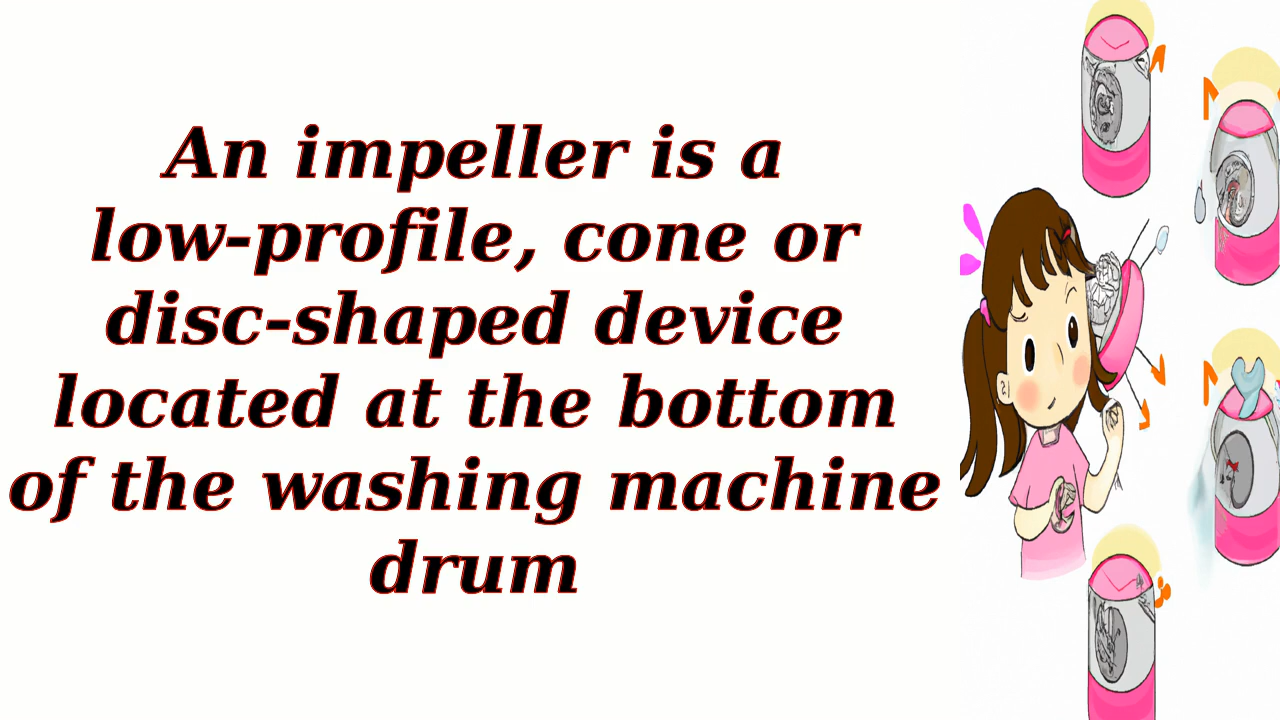 An impeller is a
low-profile, cone or
disc-shaped device
located at the bottom
of the washing machine
drum